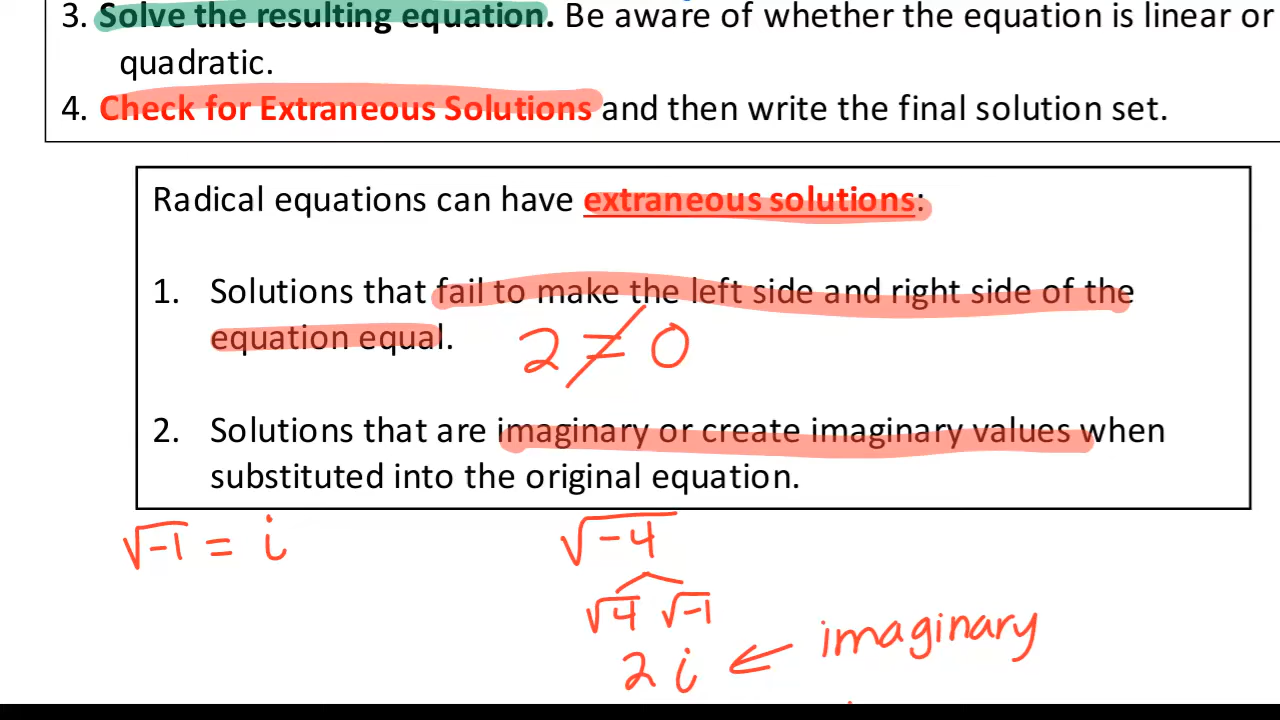 3. Solve the resulting equation. Be aware of whether the equation is linear or
quadratic.
4. Check for Extraneous Solutions and then write the final solution set.
Radical equations can have extraneous solutions:
1. Solutions that fail to make the left side and right side of the
equation equal.
2 ≠ 0
2. Solutions that are imaginary or create imaginary values when
substituted into the original equation.
√-1 = i
√-4
√4 √-1
2i ← imaginary